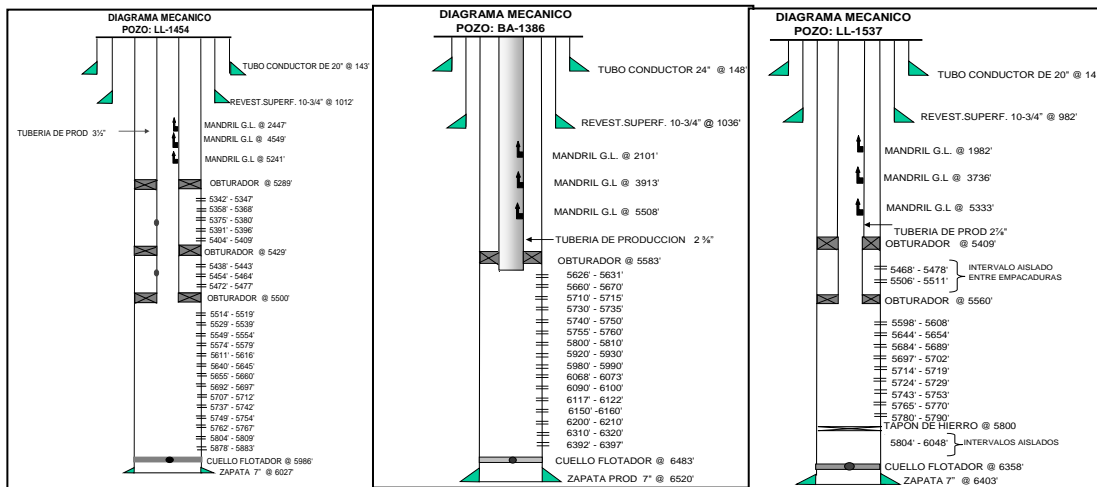 DIAGRAMA MECANICO
POZO: LL-1454
TUBO CONDUCTOR DE 20" @ 143'
REVEST.SUPERF. 10-3/4" @ 1012'
TUBERIA DE PROD 3½"
MANDRIL G.L. @ 2447'
MANDRIL G.L @ 4549'
MANDRIL G.L @ 5241'
OBTURADOR @ 5289'
5342' - 5347'
5358' - 5368'
5375' - 5380'
5391' - 5396'
5404' - 5409'
OBTURADOR @ 5429'
5438' - 5443'
5454' - 5464'
5472' - 5477'
OBTURADOR @ 5500'
5514' - 5519'
5529' - 5539'
5549' - 5554'
5574' - 5579'
5611' - 5616'
5640' - 5645'
5655' - 5660'
5692' - 5697'
5707' - 5712'
5737' - 5742'
5749' - 5754'
5762' - 5767'
5804' - 5809'
5878' - 5883'
CUELLO FLOTADOR @ 5986'
ZAPATA 7" @ 6027'
DIAGRAMA MECANICO
POZO: BA-1386
TUBO CONDUCTOR 24" @ 148'
REVEST.SUPERF. 10-3/4" @ 1036'
MANDRIL G.L. @ 2101'
MANDRIL G.L @ 3913'
MANDRIL G.L @ 5508'
TUBERIA DE PRODUCCION 2 ⅜"
OBTURADOR @ 5583'
5626' - 5631'
5660' - 5670'
5710' - 5715'
5730' - 5735'
5740' - 5750'
5755' - 5760'
5800' - 5810'
5920' - 5930'
5980' - 5990'
6068' - 6073'
6090' - 6100'
6117' - 6122'
6150' -6160'
6200' - 6210'
6310' - 6320'
6392' - 6397'
CUELLO FLOTADOR @ 6483'
ZAPATA PROD 7" @ 6520'
DIAGRAMA MECANICO
POZO: LL-1537
TUBO CONDUCTOR DE 20" @ 14
REVEST.SUPERF. 10-3/4" @ 982'
MANDRIL G.L. @ 1982'
MANDRIL G.L @ 3736'
MANDRIL G.L @ 5333'
TUBERIA DE PROD 2⅞"
OBTURADOR @ 5409'
5468' - 5478'
5506' - 5511'
INTERVALO AISLADO
ENTRE EMPACADURAS
OBTURADOR @ 5560'
5598' - 5608'
5644' - 5654'
5684' - 5689'
5697' - 5702'
5714' - 5719'
5724' - 5729'
5743' - 5753'
5765' - 5770'
5780' - 5790'
TAPON DE HIERRO @ 5800
5804' - 6048'
INTERVALOS AISLADOS
CUELLO FLOTADOR @ 6358'
ZAPATA 7" @ 6403'